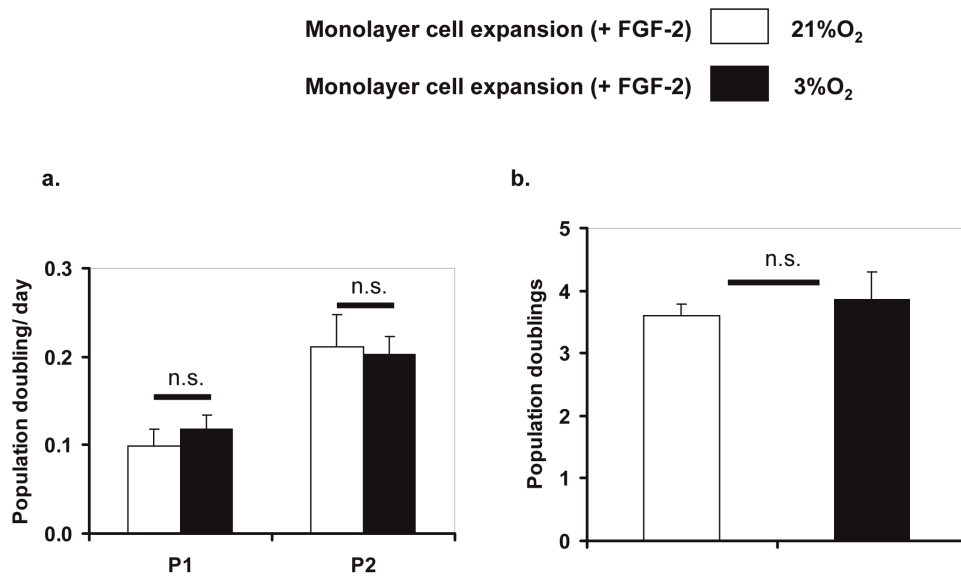 Monolayer cell expansion (+ FGF-2) 21%O₂
Monolayer cell expansion (+ FGF-2) 3%O₂
a.
Population doubling/ day
0.3
0.2
0.1
0.0
n.s.
n.s.
P1
P2
b.
Population doublings
5
4
3
2
1
0
n.s.